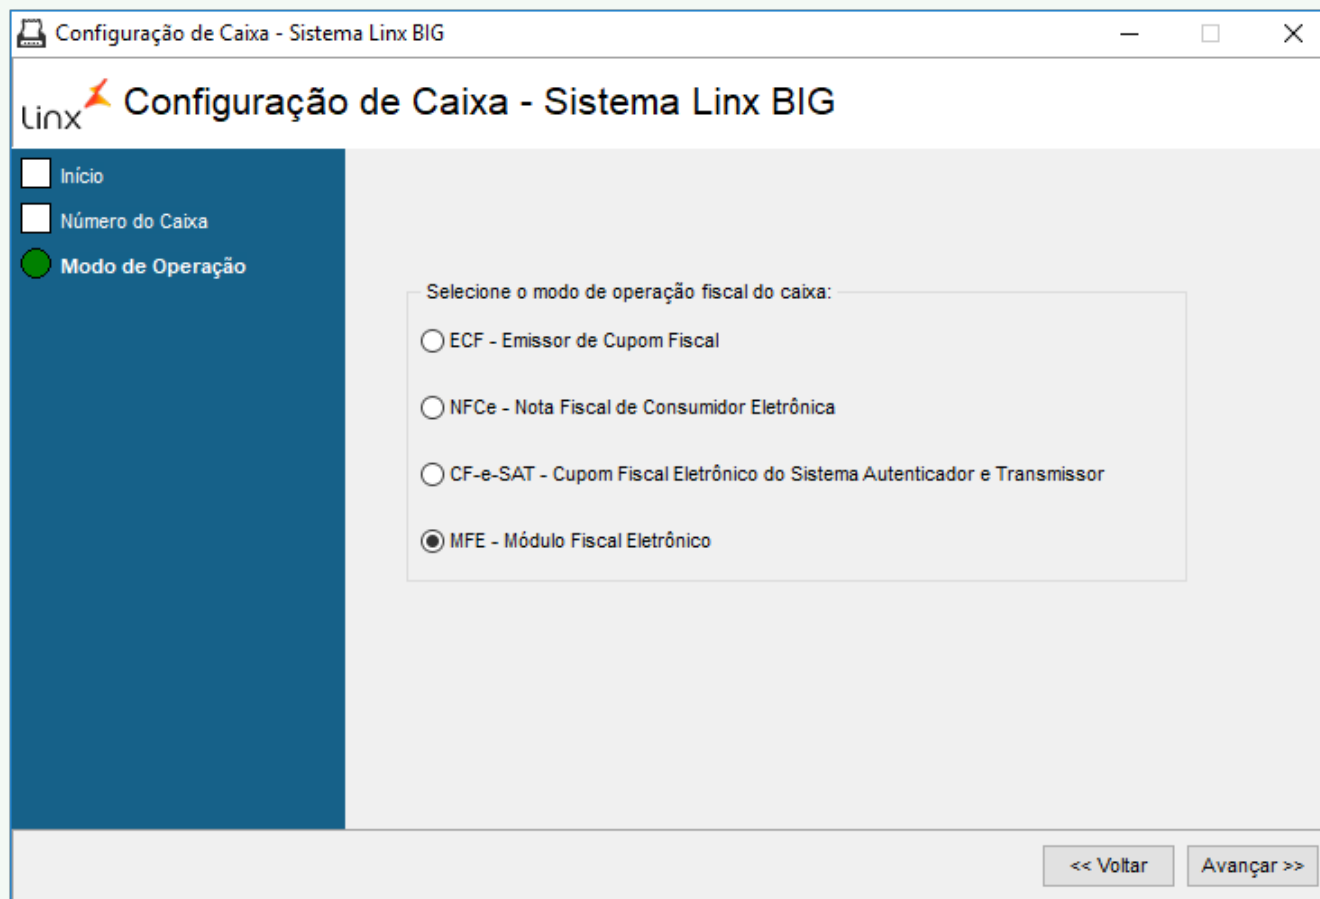 Configuração de Caixa - Sistema Linx BIG
Linx Configuração de Caixa - Sistema Linx BIG
Início
Número do Caixa
Modo de Operação
Selecione o modo de operação fiscal do caixa:
ECF - Emissor de Cupom Fiscal
NFCe - Nota Fiscal de Consumidor Eletrônica
CF-e-SAT - Cupom Fiscal Eletrônico do Sistema Autenticador e Transmissor
MFE - Módulo Fiscal Eletrônico
<< Voltar
Avançar >>